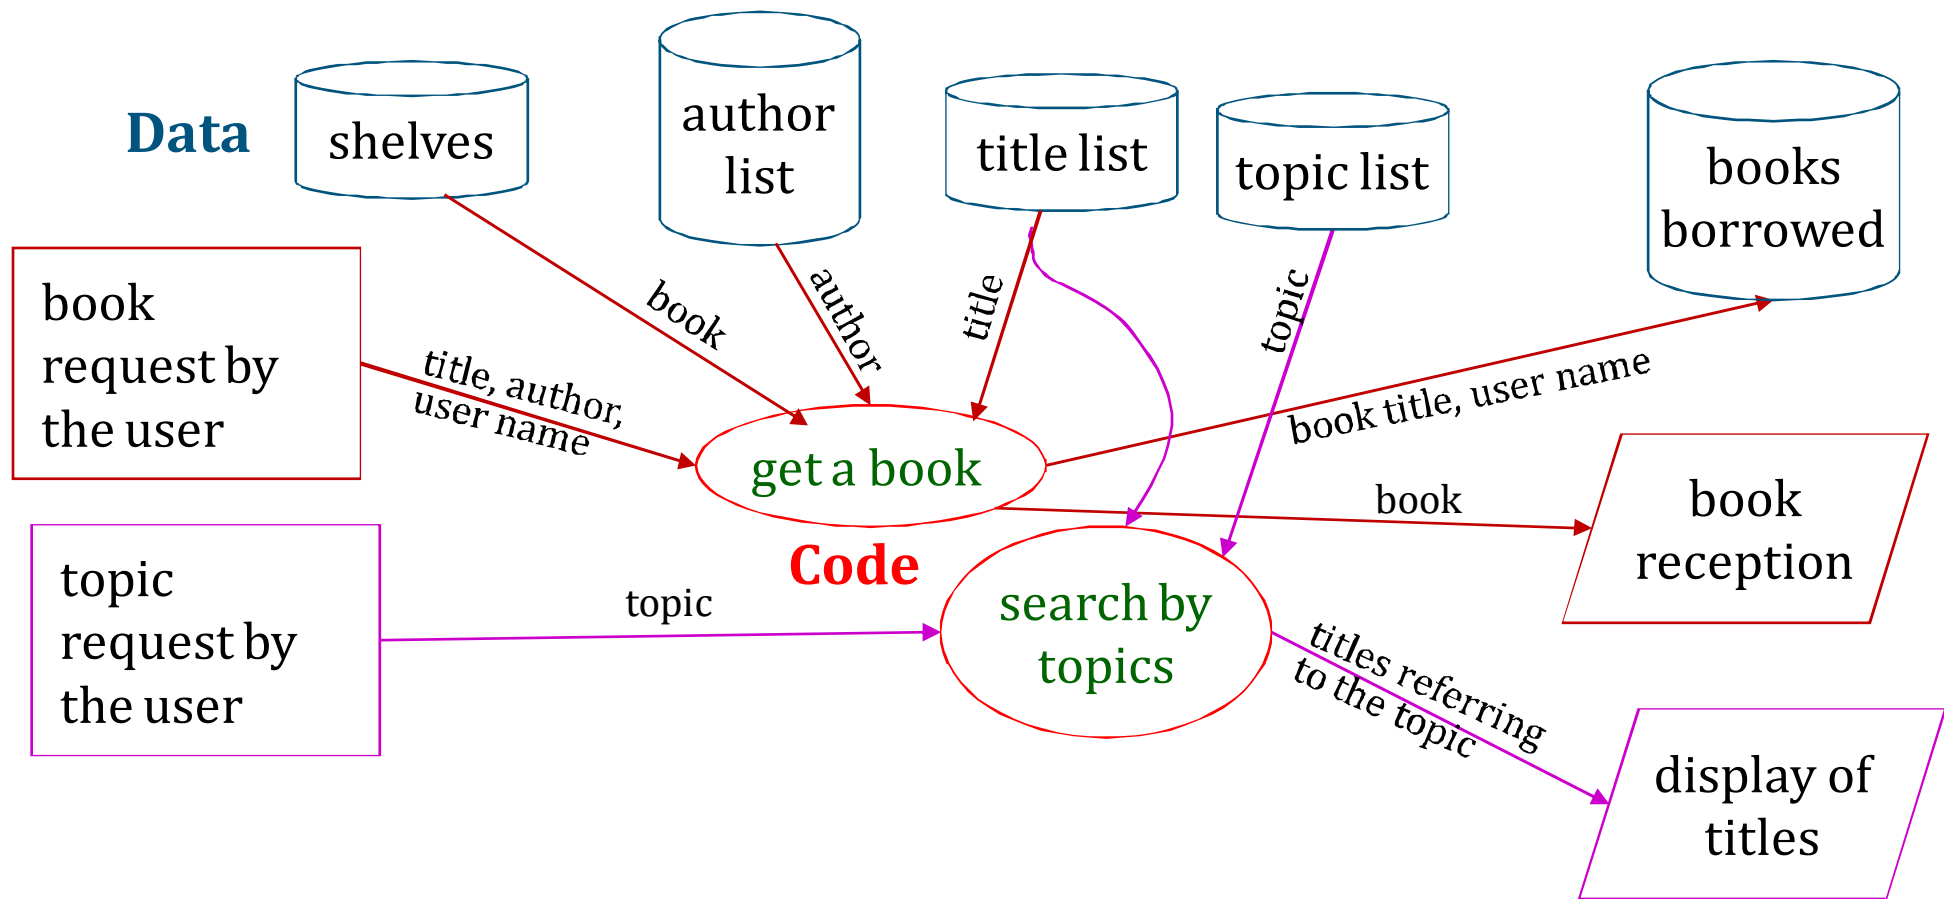 Data
shelves
author
list
title list
topic list
books
borrowed
book
request by
the user
title, author,
user name
book
author
title
topic
book title, user name
get a book
book
book
reception
Code
topic
request by
the user
topic
search by
topics
titles referring
to the topic
display of
titles